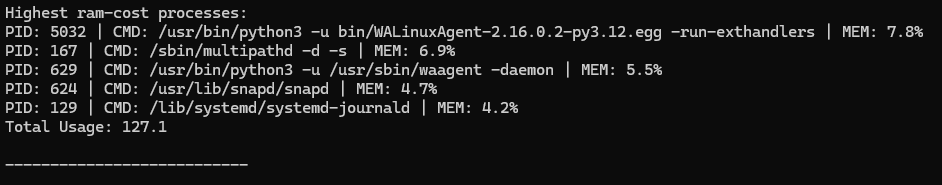 Highest ram-cost processes:
PID: 5032 | CMD: /usr/bin/python3 -u bin/WALinuxAgent-2.16.0.2-py3.12.egg -run-exthandlers | MEM: 7.8%
PID: 167 | CMD: /sbin/multipathd -d -s | MEM: 6.9%
PID: 629 | CMD: /usr/bin/python3 -u /usr/sbin/waagent -daemon | MEM: 5.5%
PID: 624 | CMD: /usr/lib/snapd/snapd | MEM: 4.7%
PID: 129 | CMD: /lib/systemd/systemd-journald | MEM: 4.2%
Total Usage: 127.1
---------------------------